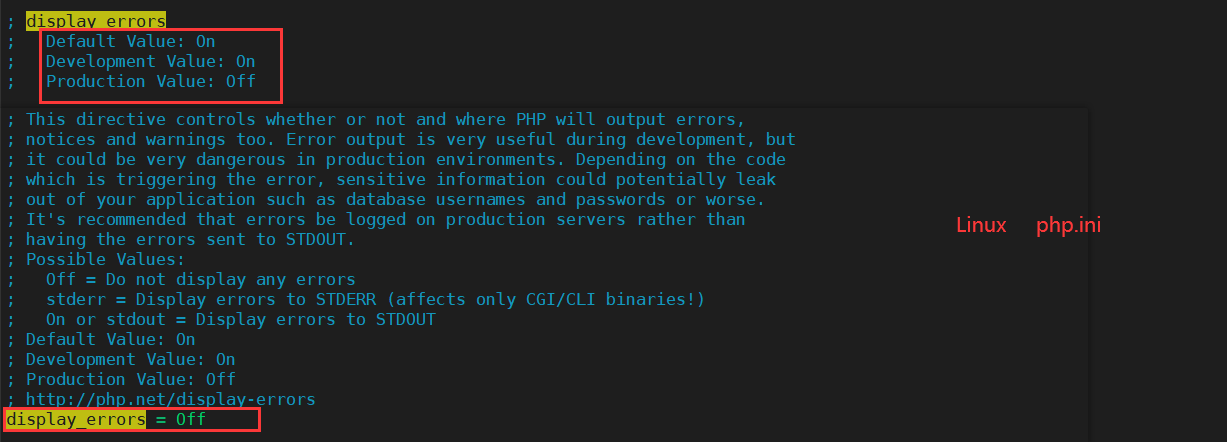 ; display_errors
;   Default Value: On
;   Development Value: On
;   Production Value: Off
; This directive controls whether or not and where PHP will output errors,
; notices and warnings too. Error output is very useful during development, but
; it could be very dangerous in production environments. Depending on the code
; which is triggering the error, sensitive information could potentially leak
; out of your application such as database usernames and passwords or worse.
; It's recommended that errors be logged on production servers rather than
; having the errors sent to STDOUT.
Linux php.ini
; Possible Values:
;   Off = Do not display any errors
;   stderr = Display errors to STDERR (affects only CGI/CLI binaries!)
;   On or stdout = Display errors to STDOUT
; Default Value: On
; Development Value: On
; Production Value: Off
; http://php.net/display-errors
display_errors = Off